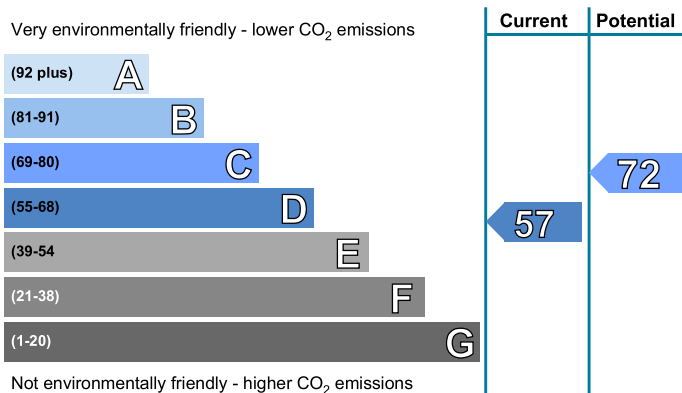 Current Potential
Very environmentally friendly - lower CO2 emissions
(92 plus) A
(81-91) B
(69-80) C
72
(55-68) D
57
(39-54 E
(21-38) F
(1-20) G
Not environmentally friendly - higher CO2 emissions